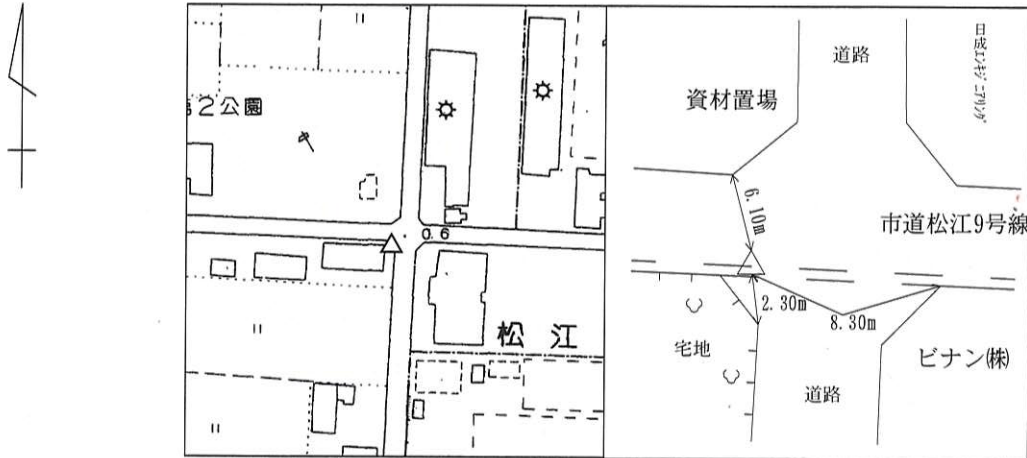 第2公園
0.6
松江
道路
日成エンヂニアリング
資材置場
6.10m
市道松江9号線
2.30m
8.30m
宅地
ビナン(株)
道路